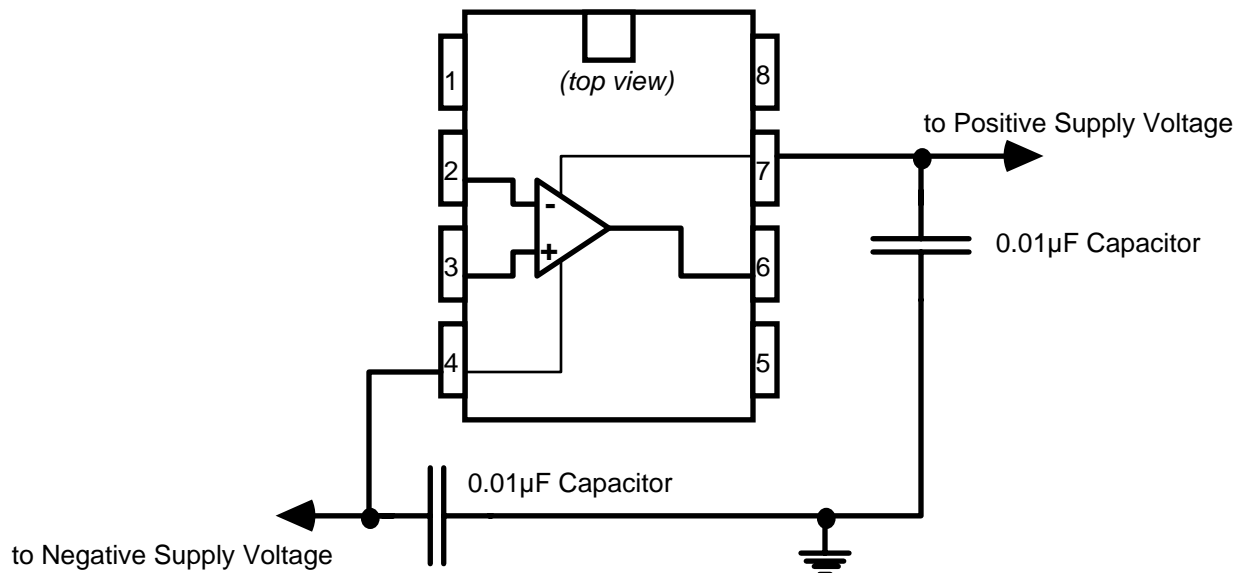 1
8
(top view)
to Positive Supply Voltage
2
7
-
0.01µF Capacitor
+
3
6
4
5
0.01µF Capacitor
to Negative Supply Voltage